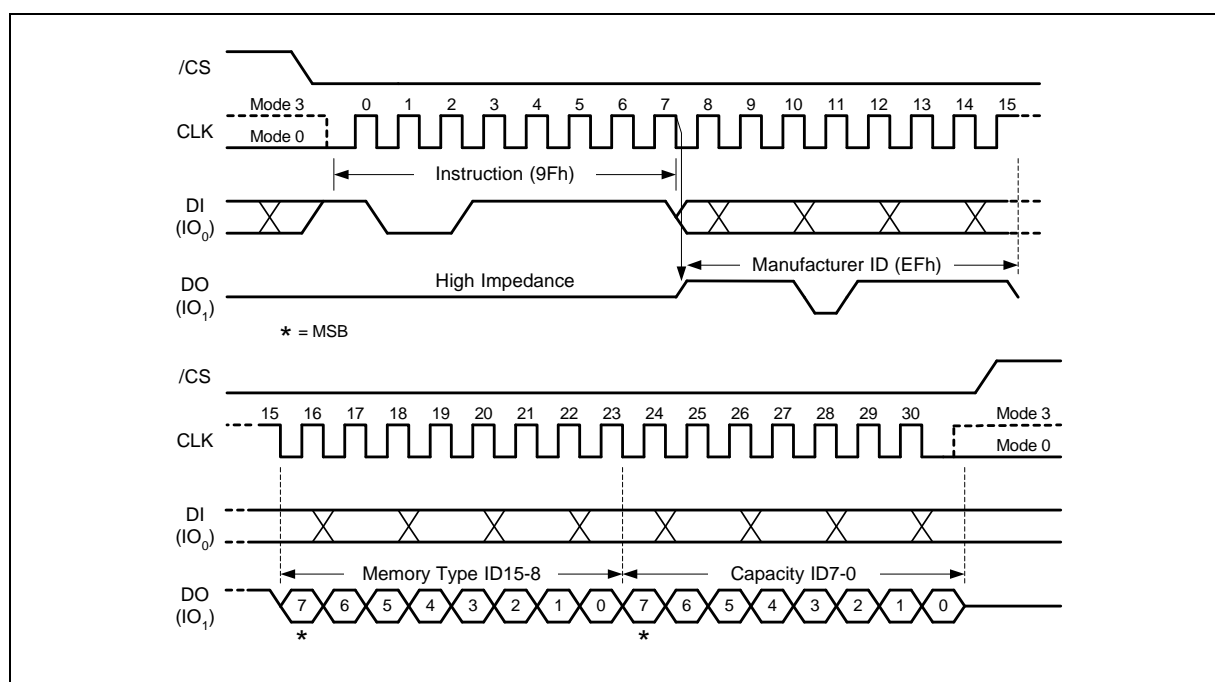 /CS
Mode 3 0 1 2 3 4 5 6 7 8 9 10 11 12 13 14 15
CLK
Mode 0
Instruction (9Fh)
DI
(IO0)
Manufacturer ID (EFh)
High Impedance
DO
(IO1)
* = MSB
/CS
15 16 17 18 19 20 21 22 23 24 25 26 27 28 29 30 Mode 3
CLK
Mode 0
DI
(IO0)
Memory Type ID15-8 Capacity ID7-0
DO 7 6 5 4 3 2 1 0 7 6 5 4 3 2 1 0
(IO1)
* *